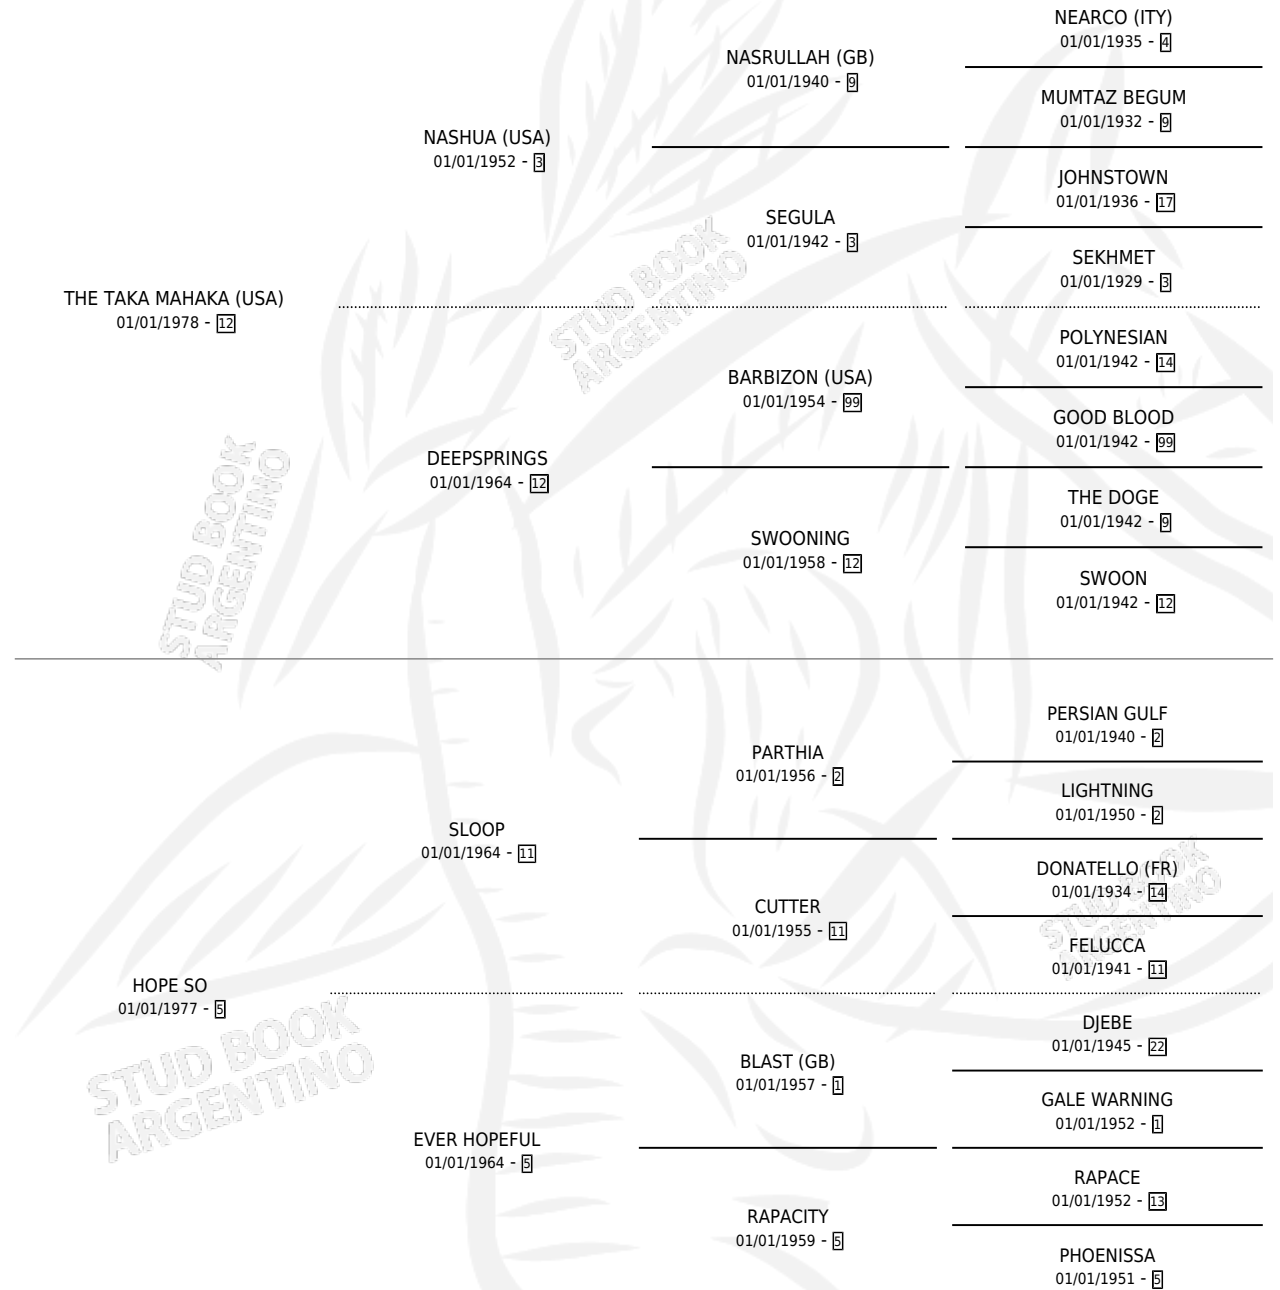 NEARCO (ITY)
01/01/1935 - 4
NASRULLAH (GB)
01/01/1940 - 9
MUMTAZ BEGUM
01/01/1932 - 9
NASHUA (USA)
01/01/1952 - 3
JOHNSTOWN
01/01/1936 - 17
SEGULA
01/01/1942 - 3
SEKHMET
01/01/1929 - 3
THE TAKA MAHAKA (USA)
01/01/1978 - 12
STUD BOOK
ARGENTINO
POLYNESIAN
01/01/1942 - 14
BARBIZON (USA)
01/01/1954 - 99
GOOD BLOOD
01/01/1942 - 99
DEEPSPRINGS
01/01/1964 - 12
THE DOGE
01/01/1942 - 9
SWOONING
01/01/1958 - 12
SWOON
01/01/1942 - 12
STUD BOOK
ARGENTINO
PERSIAN GULF
01/01/1940 - 2
PARTHIA
01/01/1956 - 2
LIGHTNING
01/01/1950 - 2
SLOOP
01/01/1964 - 11
DONATELLO (FR)
01/01/1934 - 14
CUTTER
01/01/1955 - 11
STUD BOOK
ARGENTINO
FELUCCA
01/01/1941 - 11
HOPE SO
01/01/1977 - 5
STUD BOOK
ARGENTINO
DJEBE
01/01/1945 - 22
BLAST (GB)
01/01/1957 - 1
GALE WARNING
01/01/1952 - 1
EVER HOPEFUL
01/01/1964 - 5
RAPACE
01/01/1952 - 13
RAPACITY
01/01/1959 - 5
PHOENISSA
01/01/1951 - 5